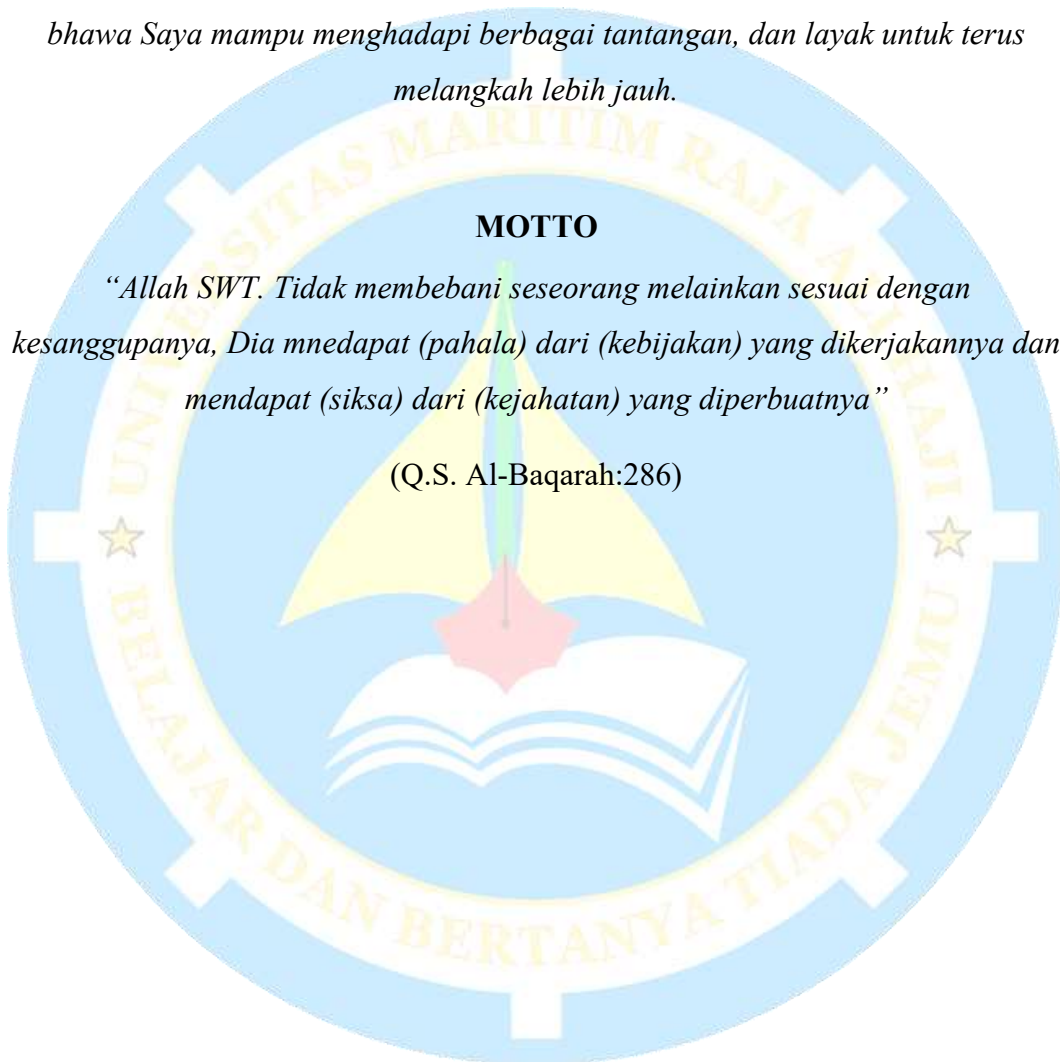 bhawa Saya mampu menghadapi berbagai tantangan, dan layak untuk terus
melangkah lebih jauh.
MOTTO
“Allah SWT. Tidak membebani seseorang melainkan sesuai dengan
kesanggupanya, Dia mnedapat (pahala) dari (kebijakan) yang dikerjakannya dan
mendapat (siksa) dari (kejahatan) yang diperbuatnya”
(Q.S. Al-Baqarah:286)
UNIVERSITAS MARITIM RAJA ALI HAJI
BELAJAR DAN BERTANYA TIADA JEMU